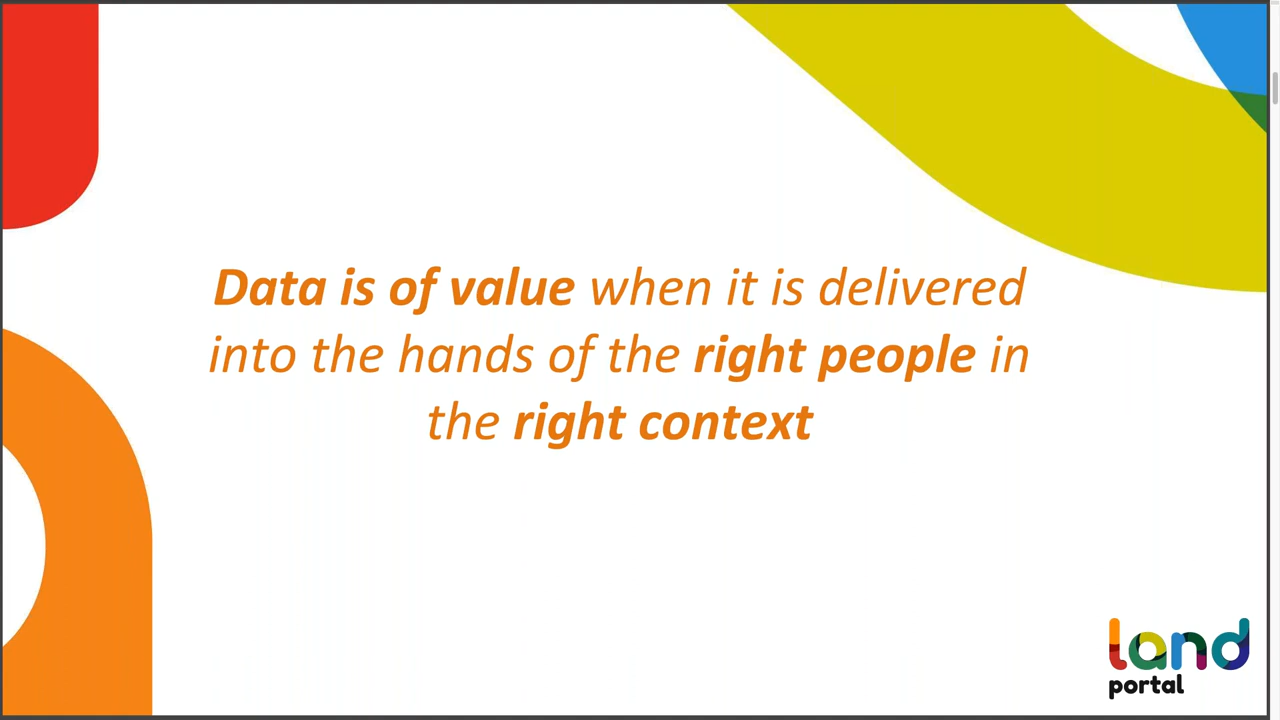 Data is of value when it is delivered
into the hands of the right people in
the right context
land
portal